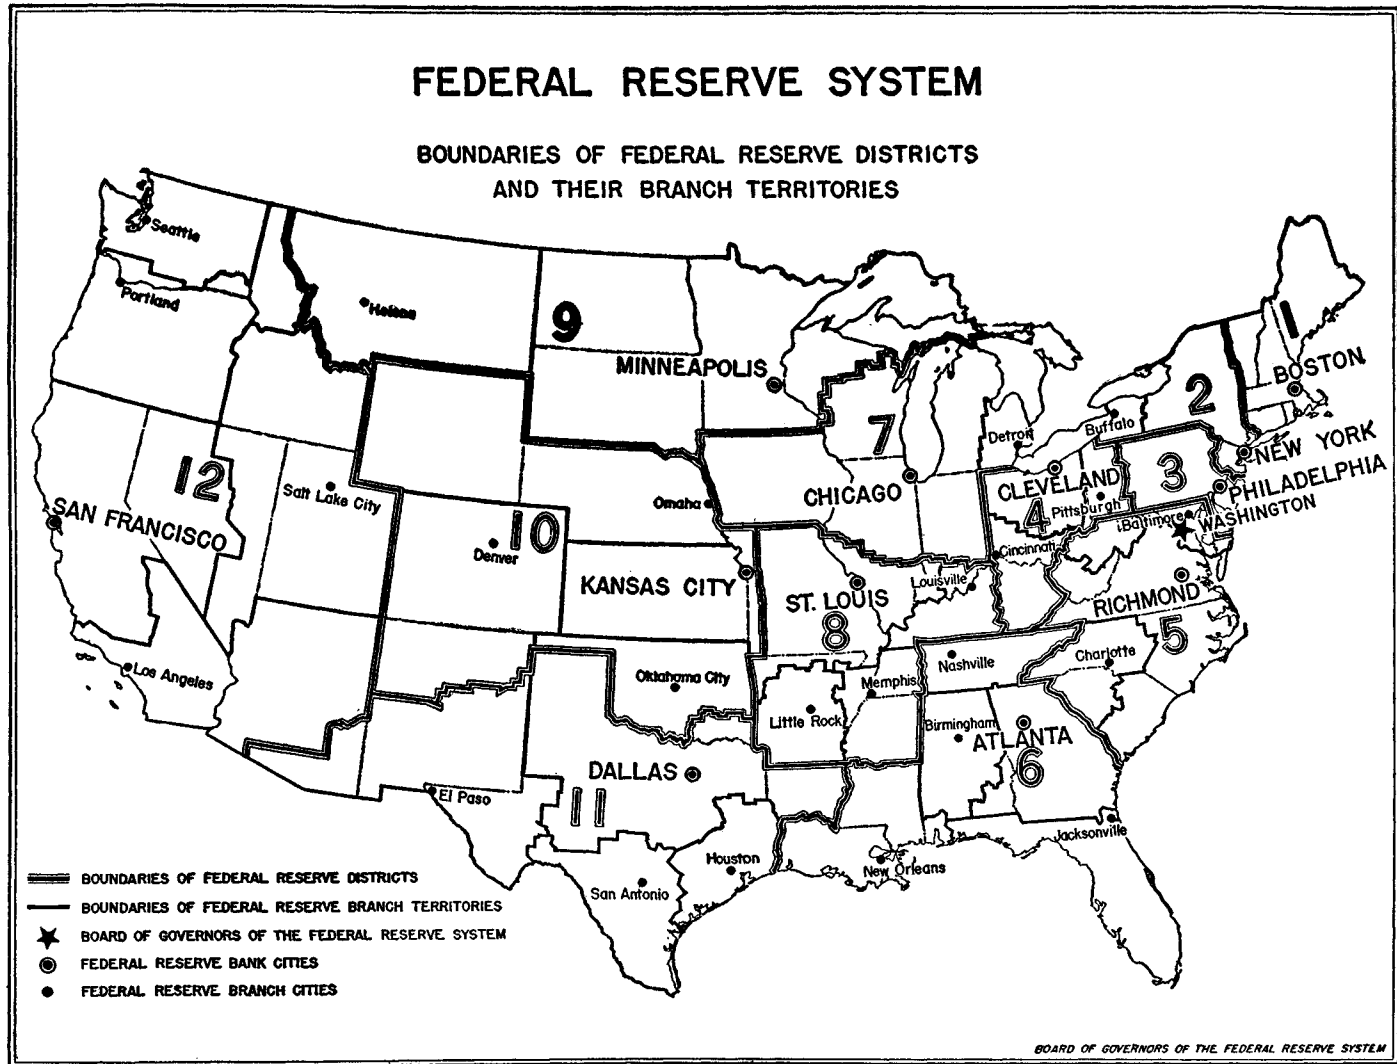 FEDERAL RESERVE SYSTEM
BOUNDARIES OF FEDERAL RESERVE DISTRICTS
AND THEIR BRANCH TERRITORIES
Seattle
Portland
Helena
9
MINNEAPOLIS
1
BOSTON
2
Buffalo
Detroit
7
NEW YORK
3
PHILADELPHIA
CLEVELAND
4
Pittsburgh
CHICAGO
12
Salt Lake City
Omaha
SAN FRANCISCO
Baltimore
WASHINGTON
10
Denver
Cincinnati
KANSAS CITY
ST. LOUIS
8
Louisville
RICHMOND
5
Los Angeles
Oklahoma City
Nashville
Charlotte
Memphis
Little Rock
Birmingham
ATLANTA
6
DALLAS
11
El Paso
Jacksonville
Houston
New Orleans
San Antonio
BOUNDARIES OF FEDERAL RESERVE DISTRICTS
BOUNDARIES OF FEDERAL RESERVE BRANCH TERRITORIES
BOARD OF GOVERNORS OF THE FEDERAL RESERVE SYSTEM
FEDERAL RESERVE BANK CITIES
FEDERAL RESERVE BRANCH CITIES
BOARD OF GOVERNORS OF THE FEDERAL RESERVE SYSTEM